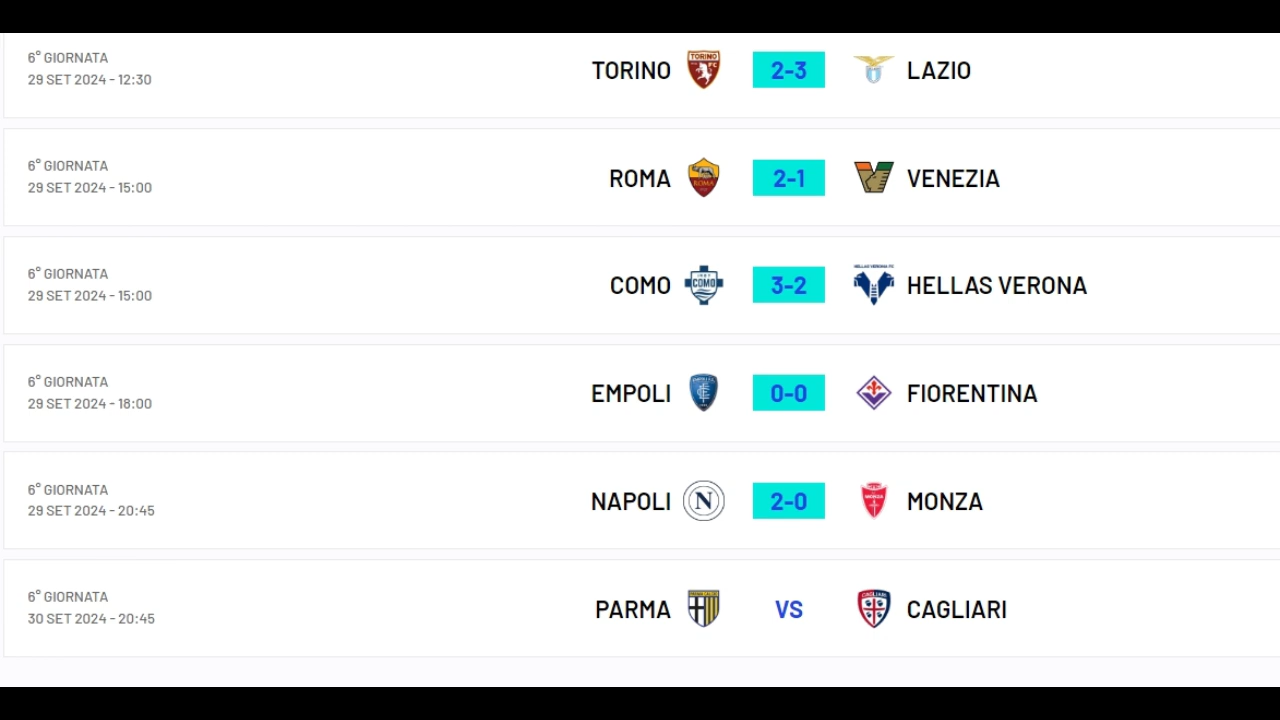 6° GIORNATA
29 SET 2024 - 12:30
TORINO 2-3 LAZIO
6° GIORNATA
29 SET 2024 - 15:00
ROMA 2-1 VENEZIA
6° GIORNATA
29 SET 2024 - 15:00
COMO 3-2 HELLAS VERONA
6° GIORNATA
29 SET 2024 - 18:00
EMPOLI 0-0 FIORENTINA
6° GIORNATA
29 SET 2024 - 20:45
NAPOLI 2-0 MONZA
6° GIORNATA
30 SET 2024 - 20:45
PARMA VS CAGLIARI